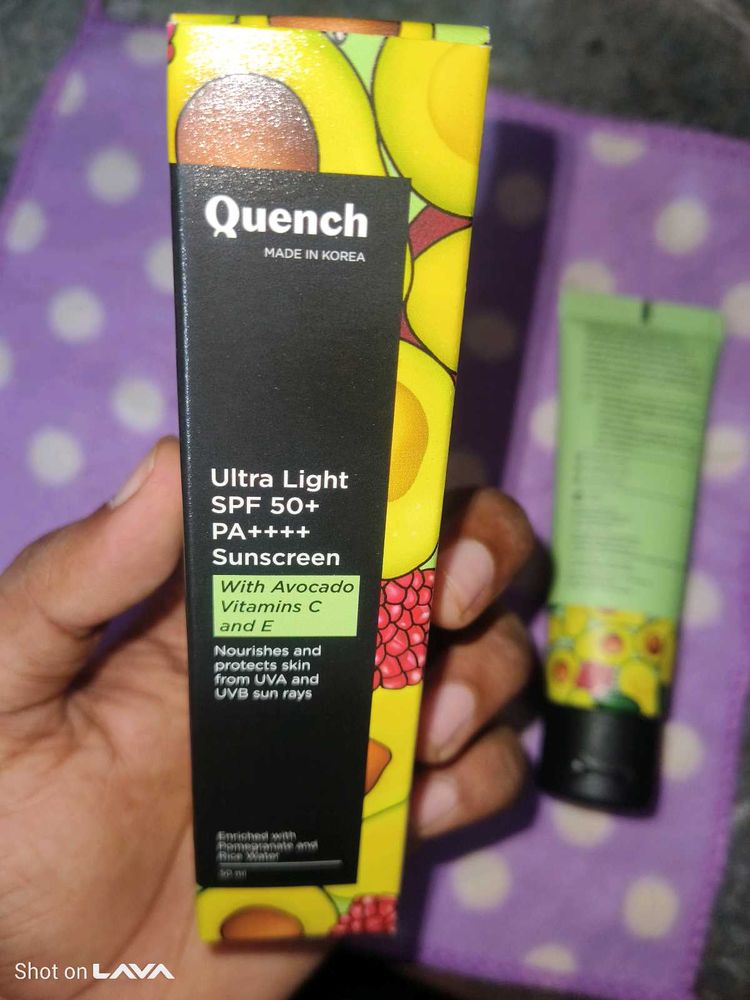 Quench
MADE IN KOREA
Ultra Light
SPF 50+
PA++++
Sunscreen
With Avocado
Vitamins C
and E
Nourishes and
protects skin
from UVA and
UVB sun rays
Enriched with
Pomegranate and
Rice Water
Shot on LAVA